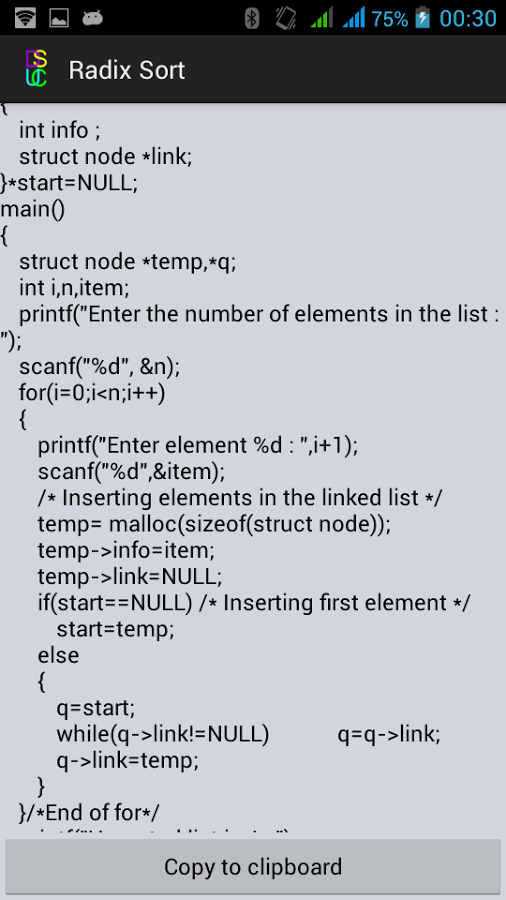 75% 00:30
DS
UC
Radix Sort
{
int info ;
struct node *link;
}*start=NULL;
main()
{
struct node *temp,*q;
int i,n,item;
printf("Enter the number of elements in the list :
");
scanf("%d", &n);
for(i=0;i<n;i++)
{
printf("Enter element %d : ",i+1);
scanf("%d",&item);
/* Inserting elements in the linked list */
temp= malloc(sizeof(struct node));
temp->info=item;
temp->link=NULL;
if(start==NULL) /* Inserting first element */
start=temp;
else
{
q=start;
while(q->link!=NULL) q=q->link;
q->link=temp;
}
}/*End of for*/
Copy to clipboard